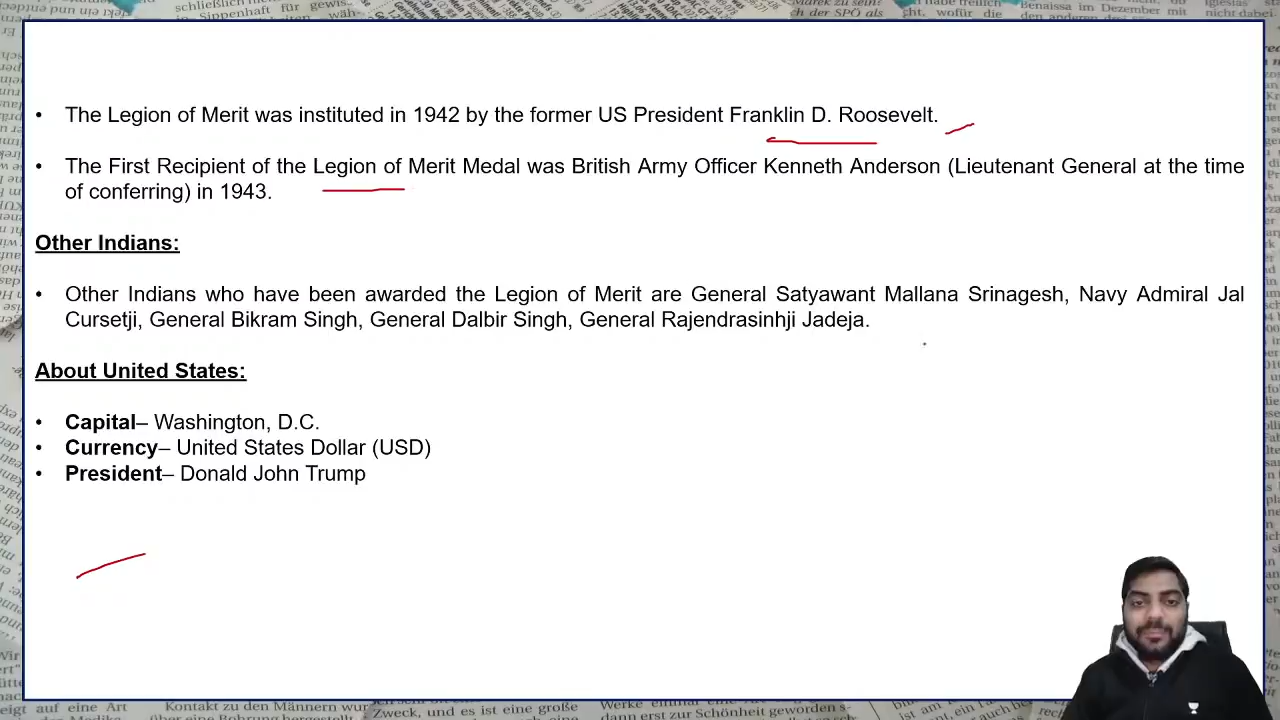 • The Legion of Merit was instituted in 1942 by the former US President Franklin D. Roosevelt.
• The First Recipient of the Legion of Merit Medal was British Army Officer Kenneth Anderson (Lieutenant General at the time
of conferring) in 1943.
Other Indians:
• Other Indians who have been awarded the Legion of Merit are General Satyawant Mallana Srinagesh, Navy Admiral Jal
Cursetji, General Bikram Singh, General Dalbir Singh, General Rajendrasinhji Jadeja.
About United States:
• Capital– Washington, D.C.
• Currency– United States Dollar (USD)
• President– Donald John Trump